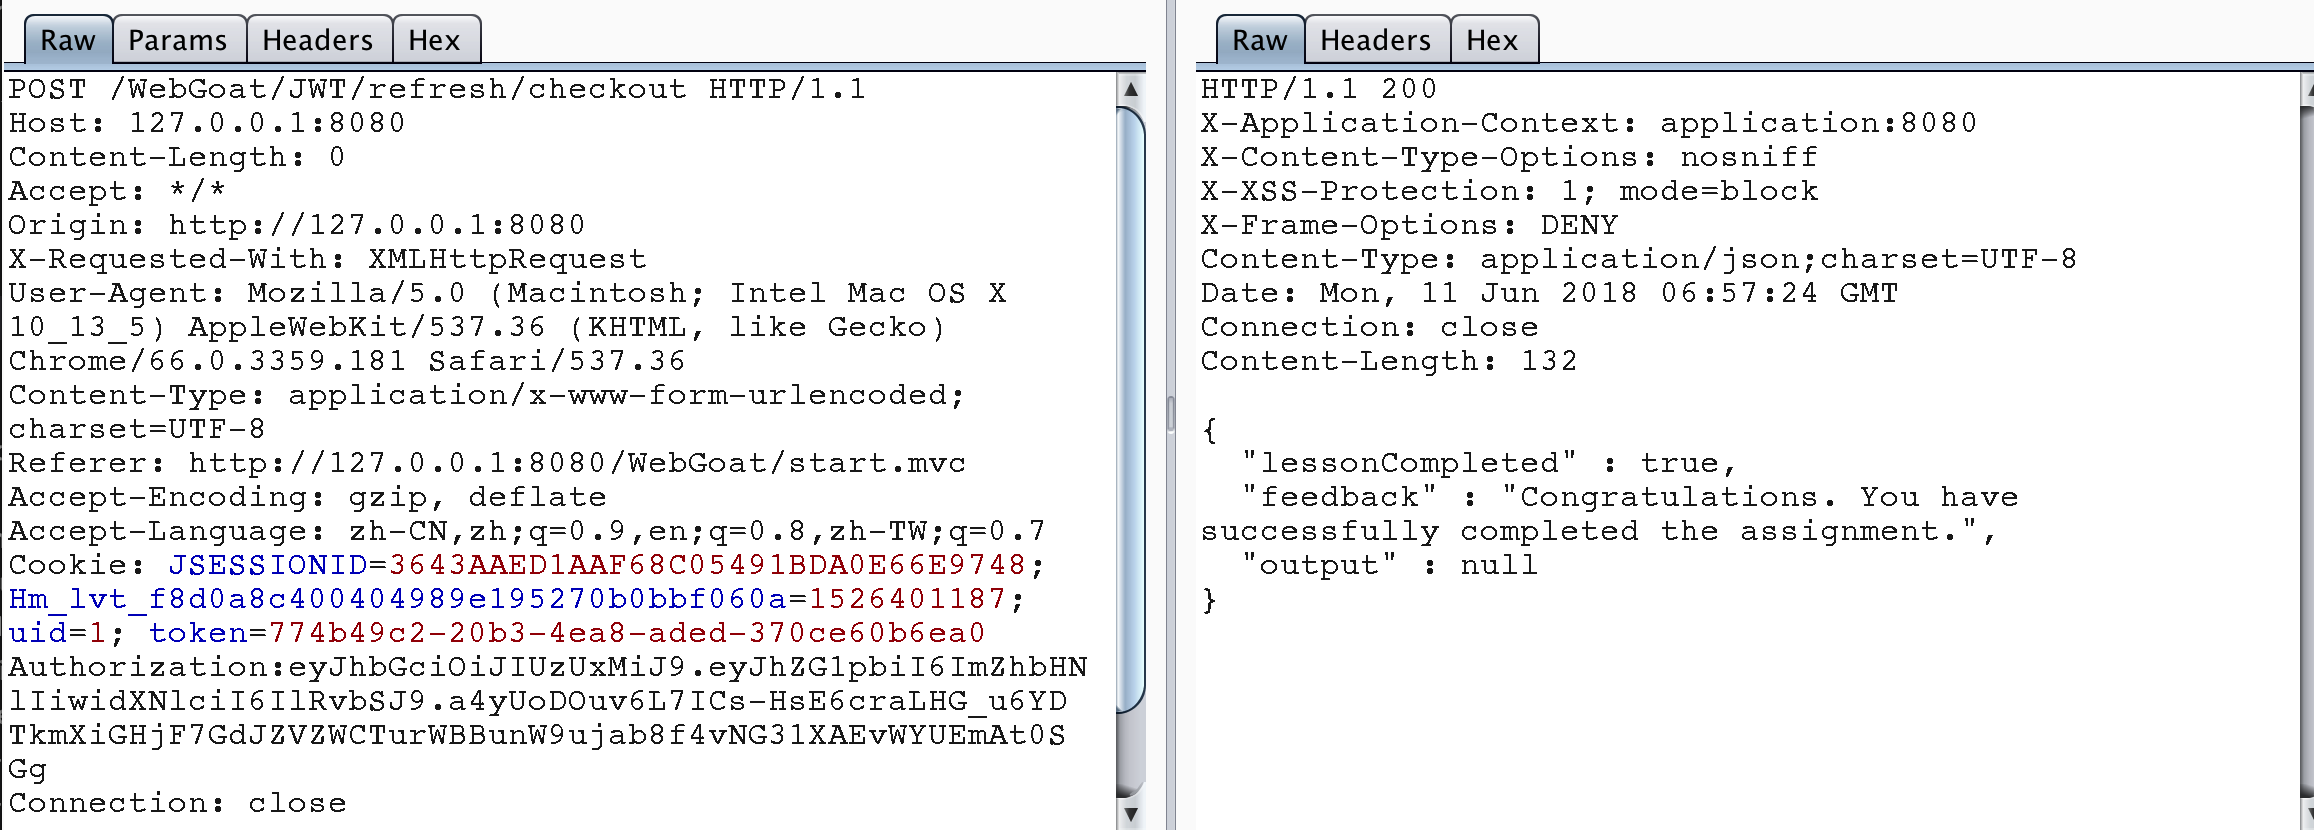 Raw Params Headers Hex
POST /WebGoat/JWT/refresh/checkout HTTP/1.1
Host: 127.0.0.1:8080
Content-Length: 0
Accept: */*
Origin: http://127.0.0.1:8080
X-Requested-With: XMLHttpRequest
User-Agent: Mozilla/5.0 (Macintosh; Intel Mac OS X
10_13_5) AppleWebKit/537.36 (KHTML, like Gecko)
Chrome/66.0.3359.181 Safari/537.36
Content-Type: application/x-www-form-urlencoded;
charset=UTF-8
Referer: http://127.0.0.1:8080/WebGoat/start.mvc
Accept-Encoding: gzip, deflate
Accept-Language: zh-CN,zh;q=0.9,en;q=0.8,zh-TW;q=0.7
Cookie: JSESSIONID=3643AAED1AAF68C05491BDA0E66E9748;
Hm_lvt_f8d0a8c400404989e195270b0bbf060a=1526401187;
uid=1; token=774b49c2-20b3-4ea8-aded-370ce60b6ea0
Authorization:eyJhbGciOiJIUzUxMiJ9.eyJhZG1pbiI6ImZhbHN
lIiwidXNlciI6IlRvbSJ9.a4yUoDOuv6L7ICs-HsE6craLHG_u6YD
TkmXiGHjF7GdJZVZWCTurWBBunW9ujab8f4vNG31XAEvWYUEmAt0S
Gg
Connection: close
Raw Headers Hex
HTTP/1.1 200
X-Application-Context: application:8080
X-Content-Type-Options: nosniff
X-XSS-Protection: 1; mode=block
X-Frame-Options: DENY
Content-Type: application/json;charset=UTF-8
Date: Mon, 11 Jun 2018 06:57:24 GMT
Connection: close
Content-Length: 132
{
"lessonCompleted" : true,
"feedback" : "Congratulations. You have
successfully completed the assignment.",
"output" : null
}